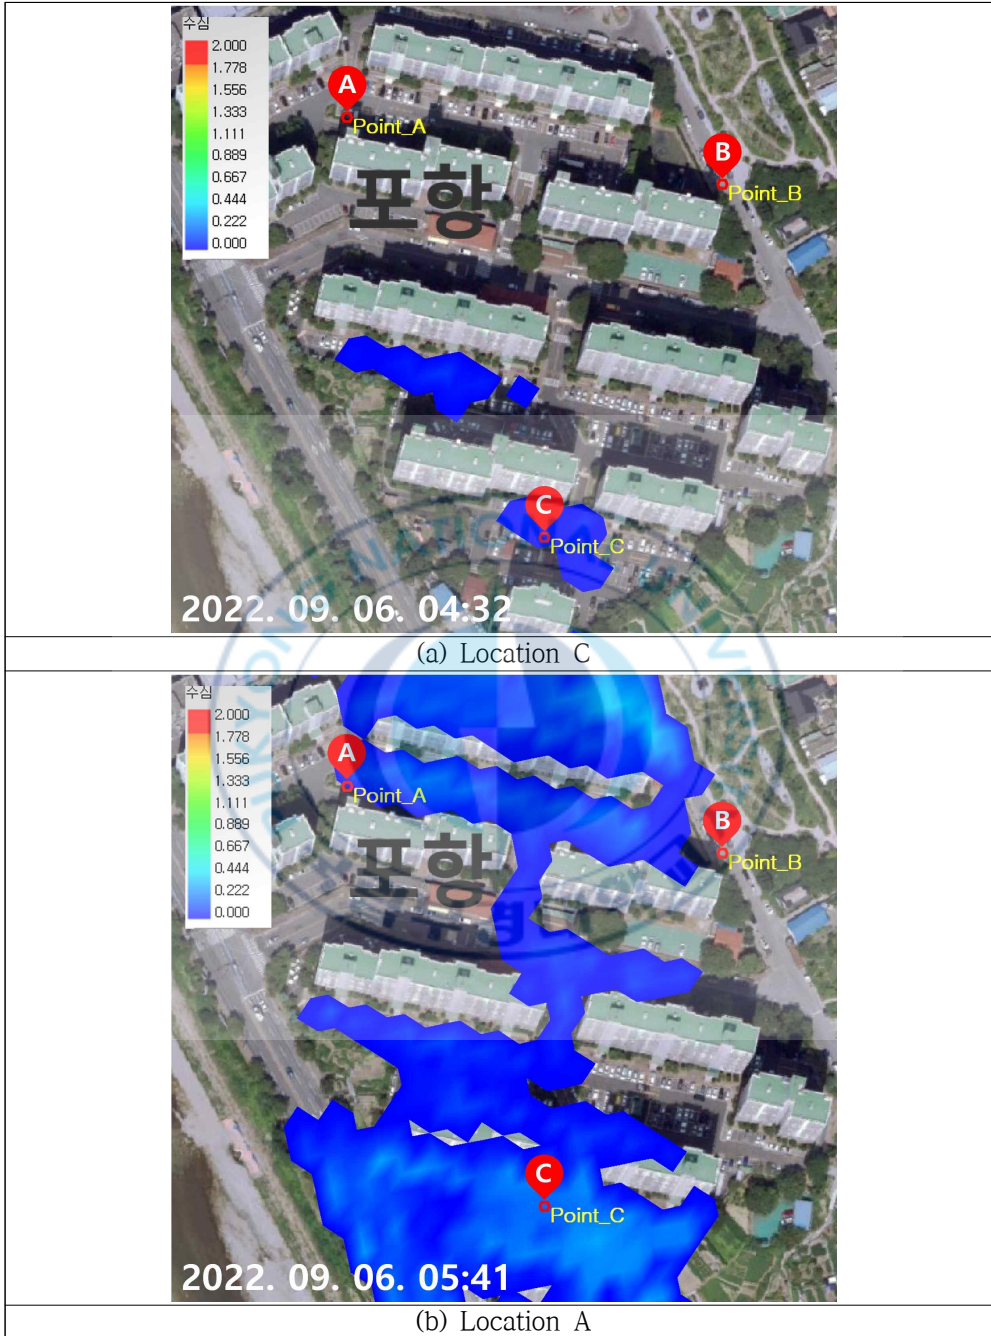 수심
2.000
1.778
1.556
1.333
1.111
0.889
0.667
0.444
0.222
0.000
A
Point_A
B
Point_B
포항
C
Point_C
2022. 09. 06. 04:32
(a) Location C
수심
2.000
1.778
1.556
1.333
1.111
0.889
0.667
0.444
0.222
0.000
A
Point_A
B
Point_B
포항
C
Point_C
2022. 09. 06. 05:41
(b) Location A